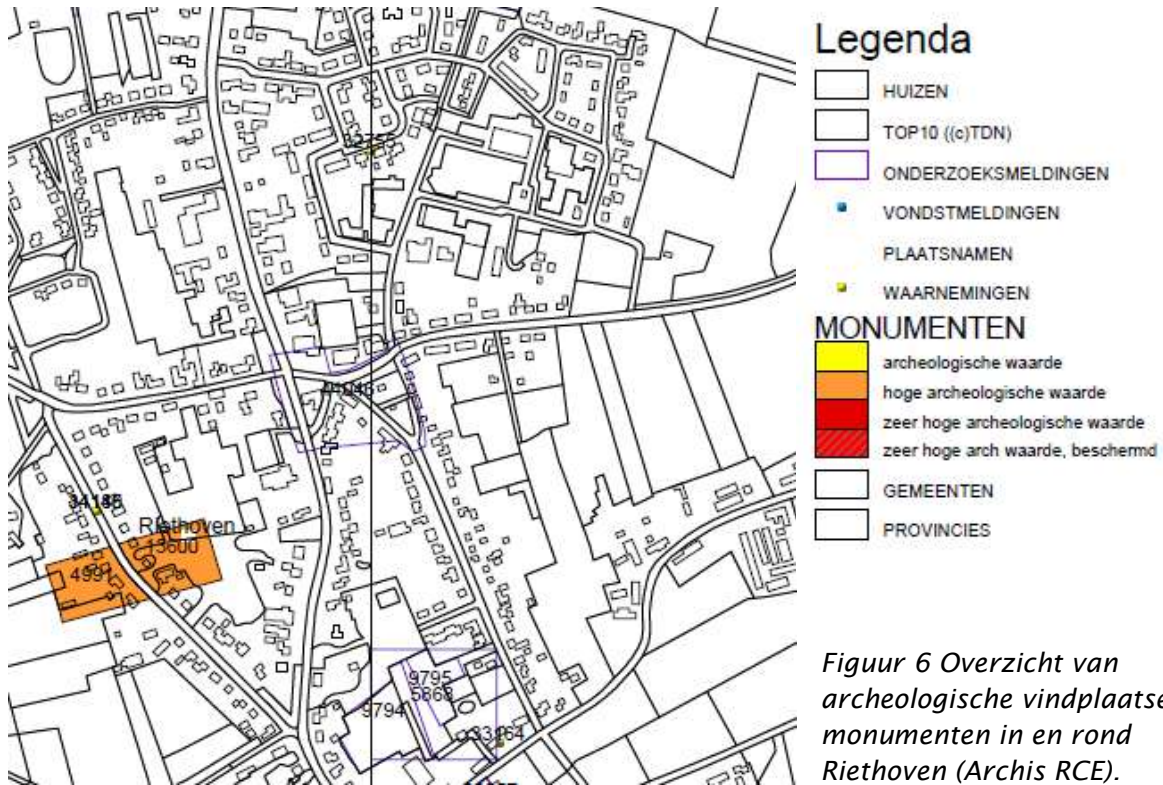 Legenda
HUIZEN
TOP10 ((c)TDN)
ONDERZOEKSMELDINGEN
VONDSTMELDINGEN
PLAATSNAMEN
WAARNEMINGEN
MONUMENTEN
archeologische waarde
hoge archeologische waarde
zeer hoge archeologische waarde
zeer hoge arch waarde, beschermd
GEMEENTEN
PROVINCIES
Riethoven
13600
4991
9795
5868
9794
33164
Figuur 6 Overzicht van
archeologische vindplaatse
monumenten in en rond
Riethoven (Archis RCE).